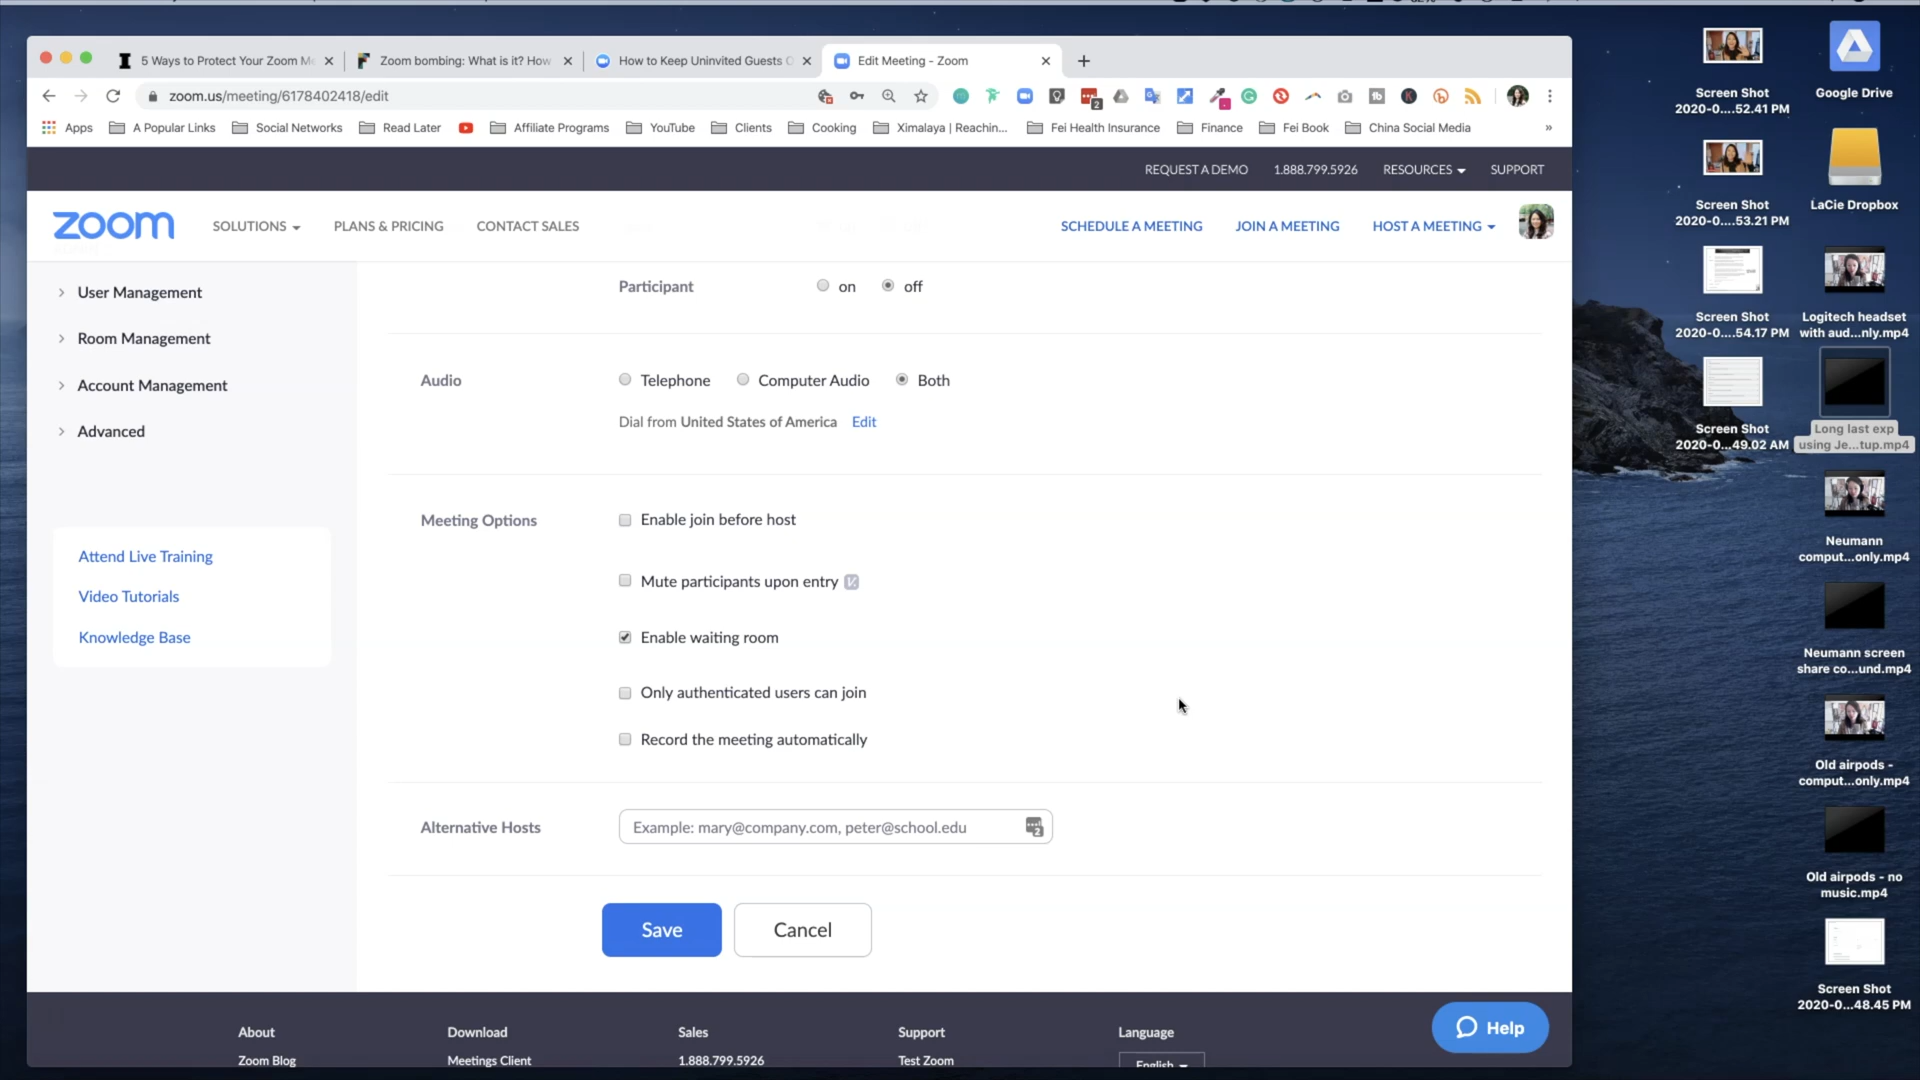 5 Ways to Protect Your Zoom M
Zoom bombing: What is it? How
How to Keep Uninvited Guests O
Edit Meeting - Zoom
zoom.us/meeting/6178402418/edit
Apps
A Popular Links
Social Networks
Read Later
Affiliate Programs
YouTube
Clients
Cooking
Ximalaya | Reachin...
Fei Health Insurance
Finance
Fei Book
China Social Media
»
REQUEST A DEMO
1.888.799.5926
RESOURCES
SUPPORT
zoom
SOLUTIONS
PLANS & PRICING
CONTACT SALES
SCHEDULE A MEETING
JOIN A MEETING
HOST A MEETING
User Management
Room Management
Account Management
Advanced
Attend Live Training
Video Tutorials
Knowledge Base
Participant
on
off
Audio
Telephone
Computer Audio
Both
Dial from United States of America Edit
Meeting Options
Enable join before host
Mute participants upon entry
Enable waiting room
Only authenticated users can join
Record the meeting automatically
Alternative Hosts
Example: mary@company.com, peter@school.edu
Save
Cancel
About
Download
Sales
Support
Language
Zoom Blog
Meetings Client
1.888.799.5926
Test Zoom
English
Help
Screen Shot
2020-0....52.41 PM
Google Drive
Screen Shot
2020-0....53.21 PM
LaCie Dropbox
Screen Shot
2020-0....54.17 PM
Logitech headset
with aud...nly.mp4
Screen Shot
2020-0...49.02 AM
Long last exp
using Je...tup.mp4
Neumann
comput...only.mp4
Neumann screen
share co...und.mp4
Old airpods -
comput...only.mp4
Old airpods - no
music.mp4
Screen Shot
2020-0...48.45 PM